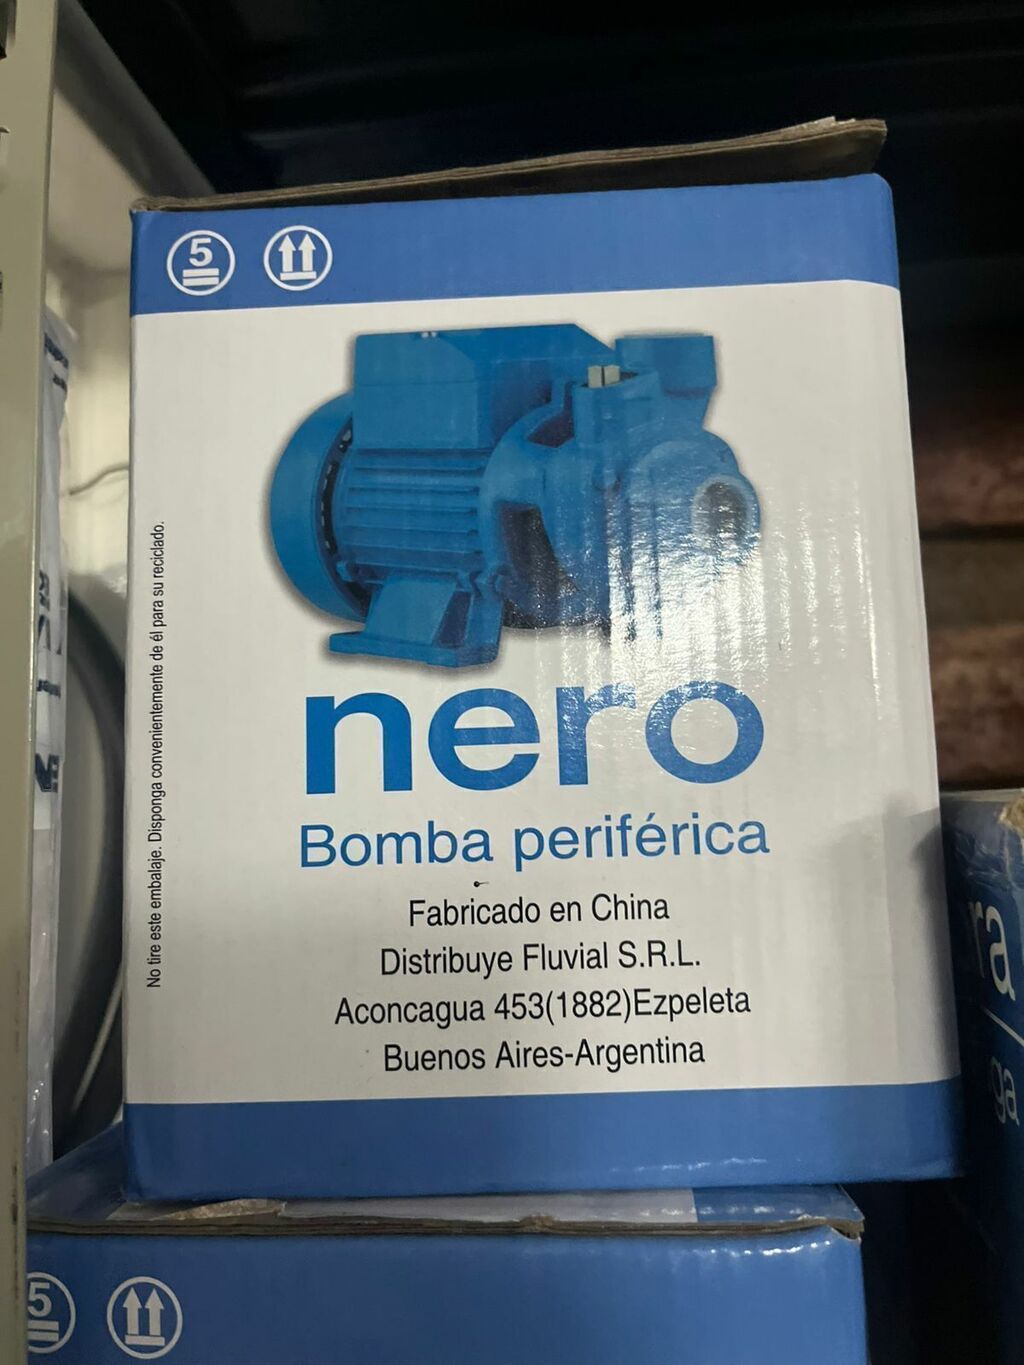 5
No tire este embalaje. Disponga convenientemente de él para su reciclado.
nero
Bomba periférica
Fabricado en China
Distribuye Fluvial S.R.L.
Aconcagua 453(1882)Ezpeleta
Buenos Aires-Argentina
ra
ga
5